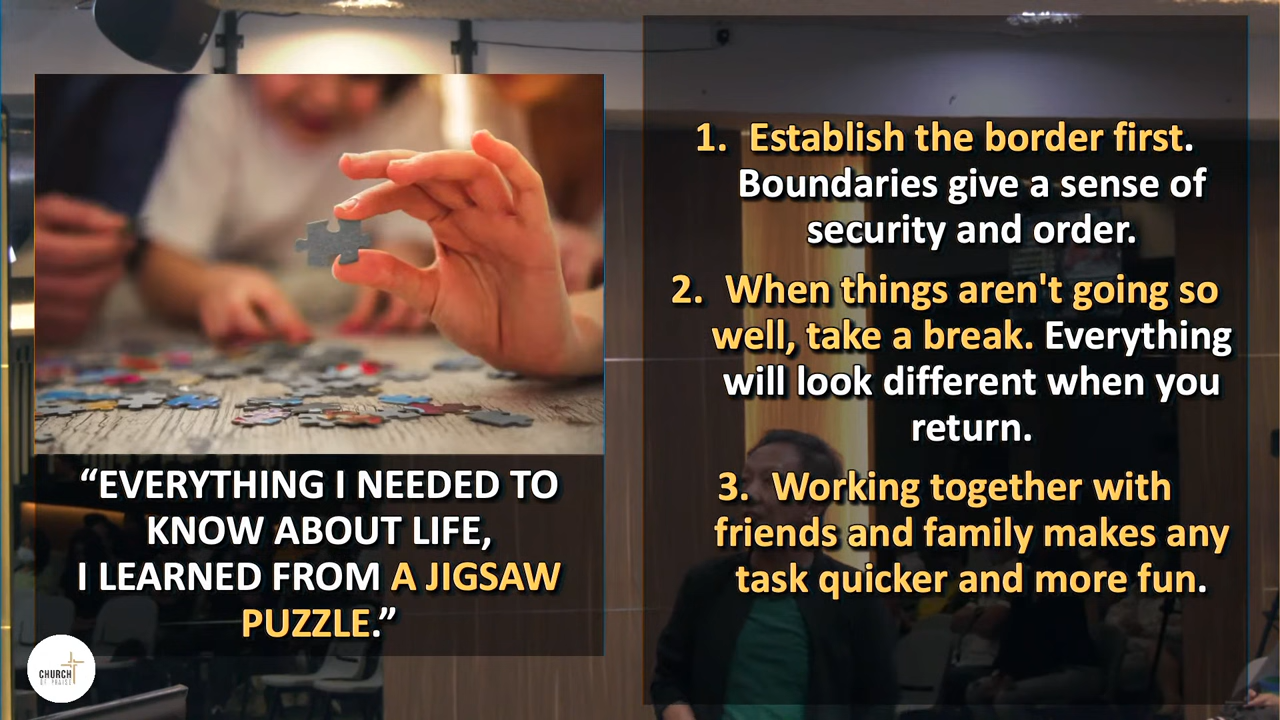 “EVERYTHING I NEEDED TO
KNOW ABOUT LIFE,
I LEARNED FROM A JIGSAW
PUZZLE.”
1. Establish the border first.
Boundaries give a sense of
security and order.
2. When things aren't going so
well, take a break. Everything
will look different when you
return.
3. Working together with
friends and family makes any
task quicker and more fun.
CHURCH
OF PRAISE